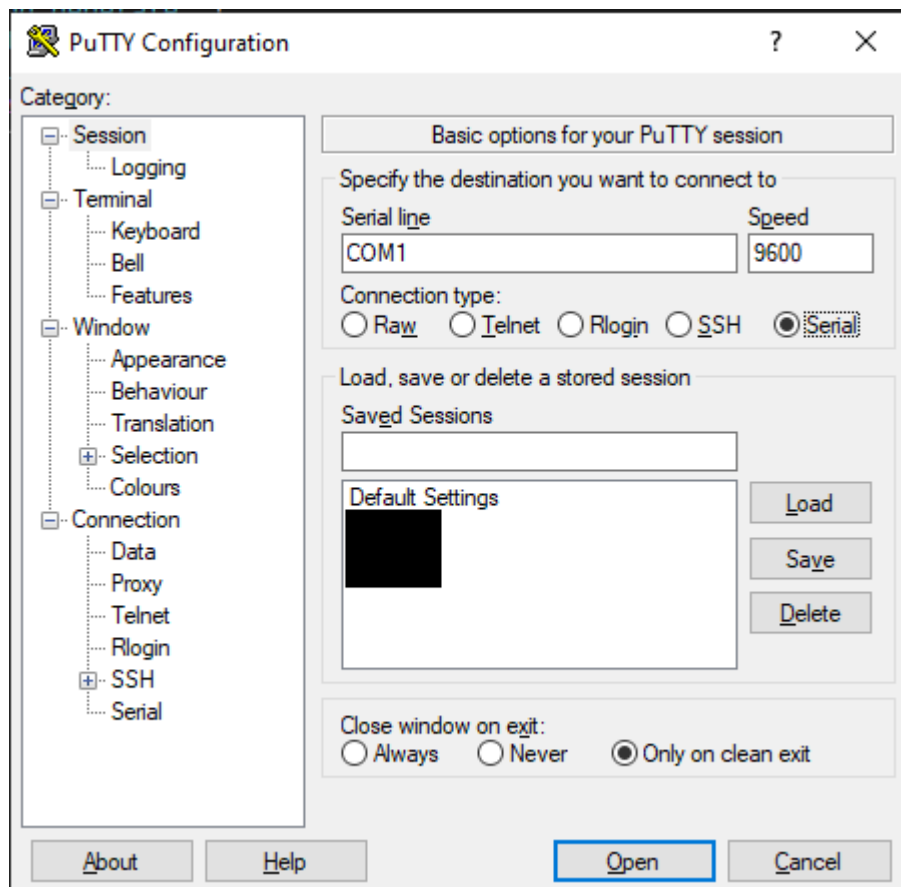 PuTTY Configuration
?
Category:
Session
Logging
Terminal
Keyboard
Bell
Features
Window
Appearance
Behaviour
Translation
Selection
Colours
Connection
Data
Proxy
Telnet
Rlogin
SSH
Serial
Basic options for your PuTTY session
Specify the destination you want to connect to
Serial line Speed
COM1 9600
Connection type:
Raw Telnet Rlogin SSH Serial
Load, save or delete a stored session
Saved Sessions
Default Settings
Load
Save
Delete
Close window on exit:
Always Never Only on clean exit
About Help Open Cancel